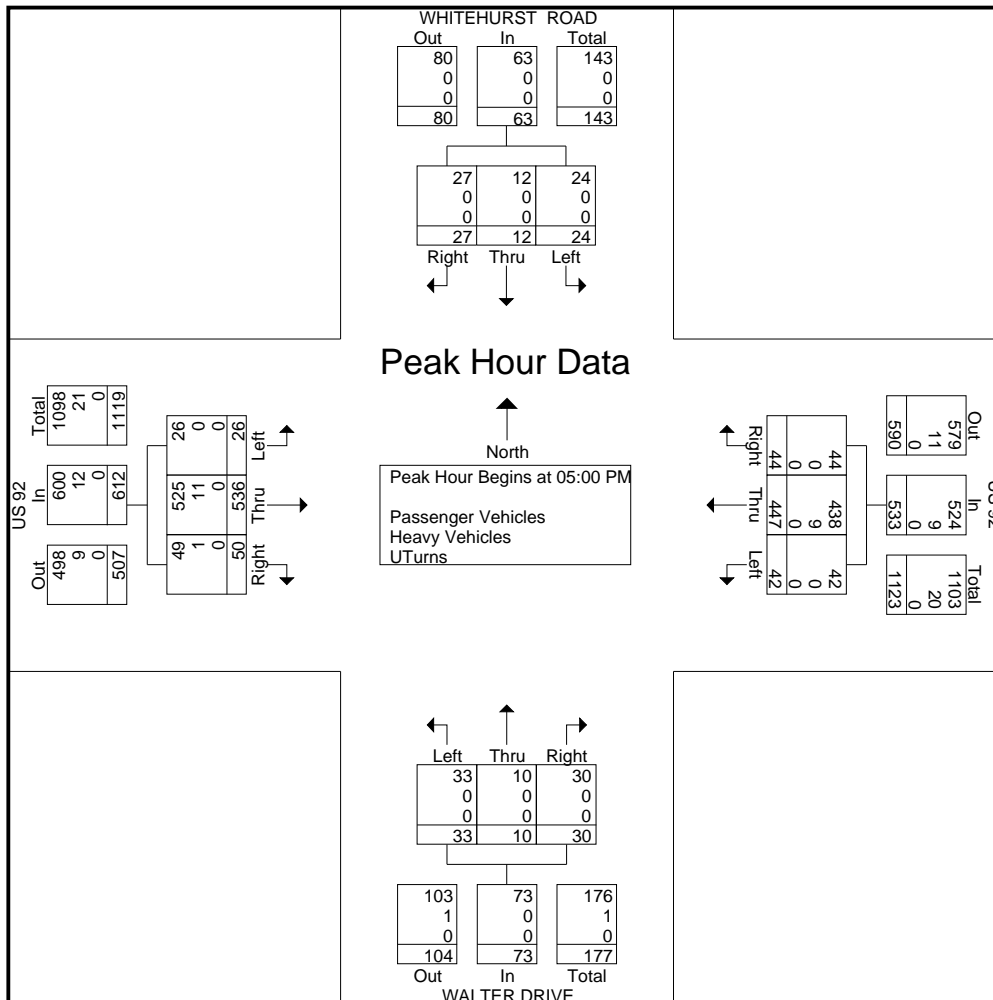 WHITEHURST ROAD
Out In Total
80 63 143
0 0 0
0 0 0
80 63 143
27 12 24
0 0 0
0 0 0
27 12 24
Right Thru Left
Peak Hour Data
North
Peak Hour Begins at 05:00 PM
Passenger Vehicles
Heavy Vehicles
UTurns
US 92
Total
1098
21
0
1119
In
600
12
0
612
Out
498
9
0
507
26
0
0
26
Left
525
11
0
536
Thru
49
1
0
50
Right
Right
44
0
0
44
Thru
438
9
0
447
Left
42
0
0
42
US 92
Out
579
11
0
590
In
524
9
0
533
Total
1103
20
0
1123
Left Thru Right
33 10 30
0 0 0
0 0 0
33 10 30
103 73 176
1 0 1
0 0 0
104 73 177
Out In Total
WALTER DRIVE